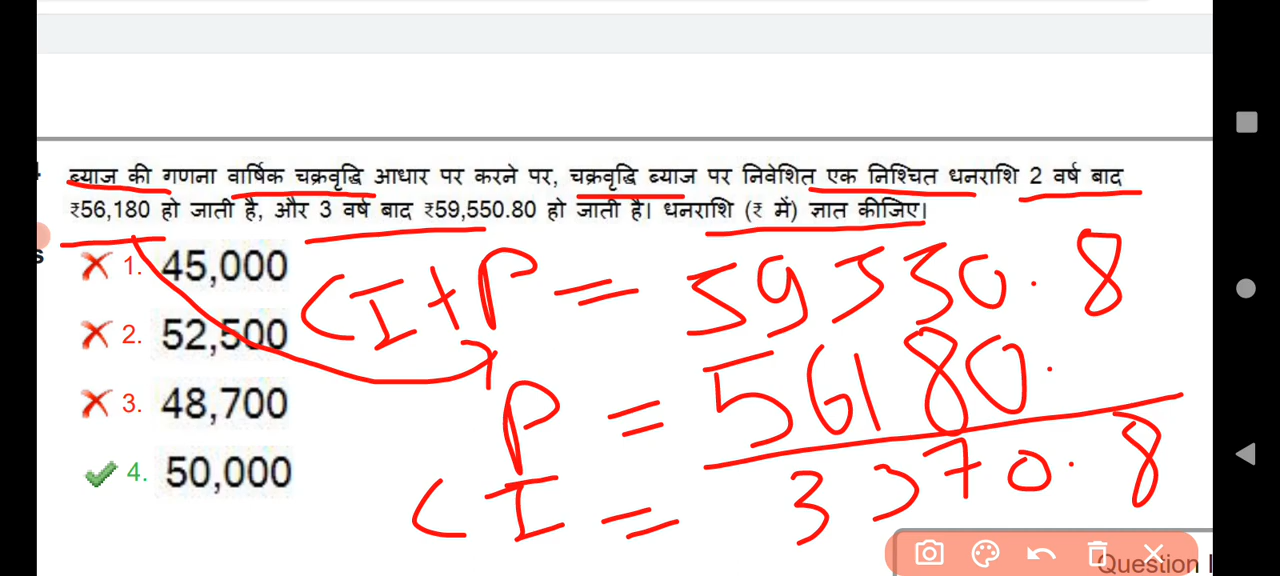 ब्याज की गणना वार्षिक चक्रवृद्धि आधार पर करने पर, चक्रवृद्धि ब्याज पर निवेशित एक निश्चित धनराशि 2 वर्ष बाद
₹56,180 हो जाती है, और 3 वर्ष बाद ₹59,550.80 हो जाती है। धनराशि (₹ में) ज्ञात कीजिए।
1. 45,000
2. 52,500
3. 48,700
4. 50,000
CI+P = 59550.8
P = 56180.
CI = 3370.8
Question